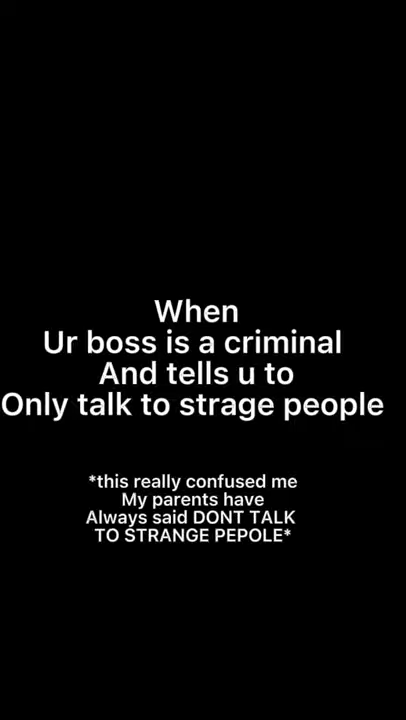 When
Ur boss is a criminal
And tells u to
Only talk to strage people
*this really confused me
My parents have
Always said DONT TALK
TO STRANGE PEPOLE*